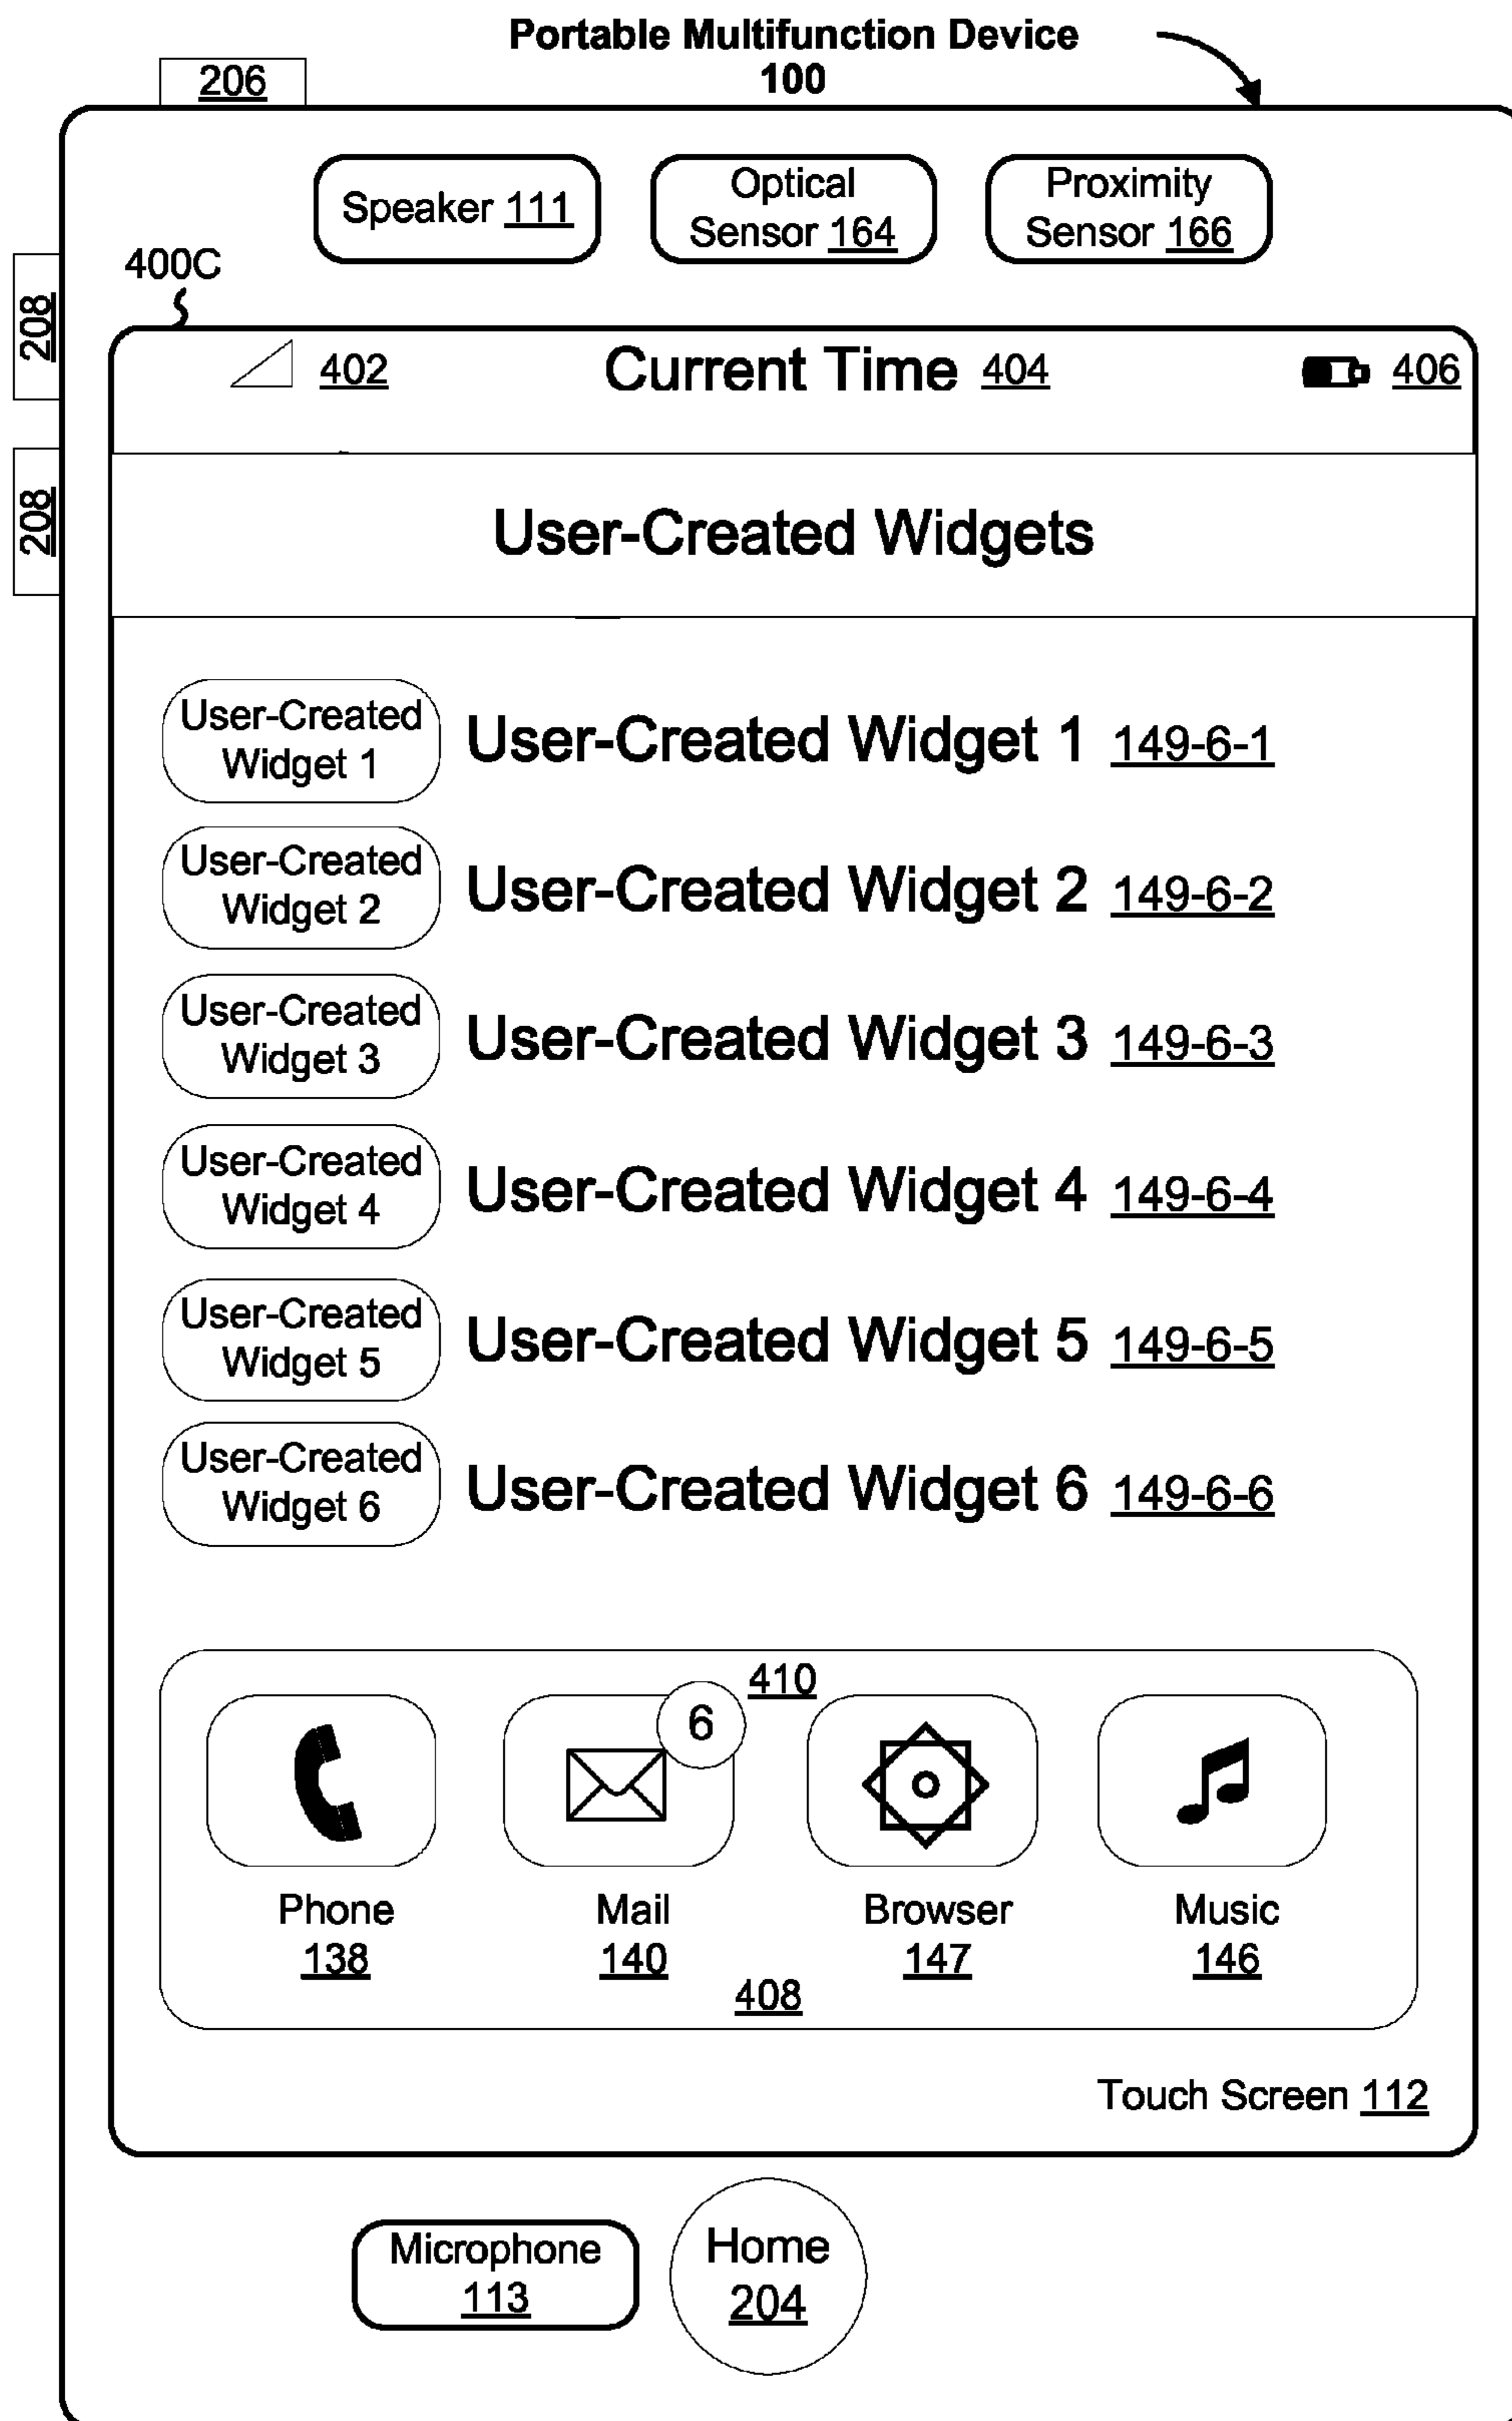 Portable Multifunction Device
100
206
Speaker 111
Optical
Sensor 164
Proximity
Sensor 166
400C
208
208
402
Current Time 404
406
User-Created Widgets
User-Created
Widget 1
User-Created Widget 1 149-6-1
User-Created
Widget 2
User-Created Widget 2 149-6-2
User-Created
Widget 3
User-Created Widget 3 149-6-3
User-Created
Widget 4
User-Created Widget 4 149-6-4
User-Created
Widget 5
User-Created Widget 5 149-6-5
User-Created
Widget 6
User-Created Widget 6 149-6-6
410
6
Phone
138
Mail
140
Browser
147
Music
146
408
Touch Screen 112
Microphone
113
Home
204